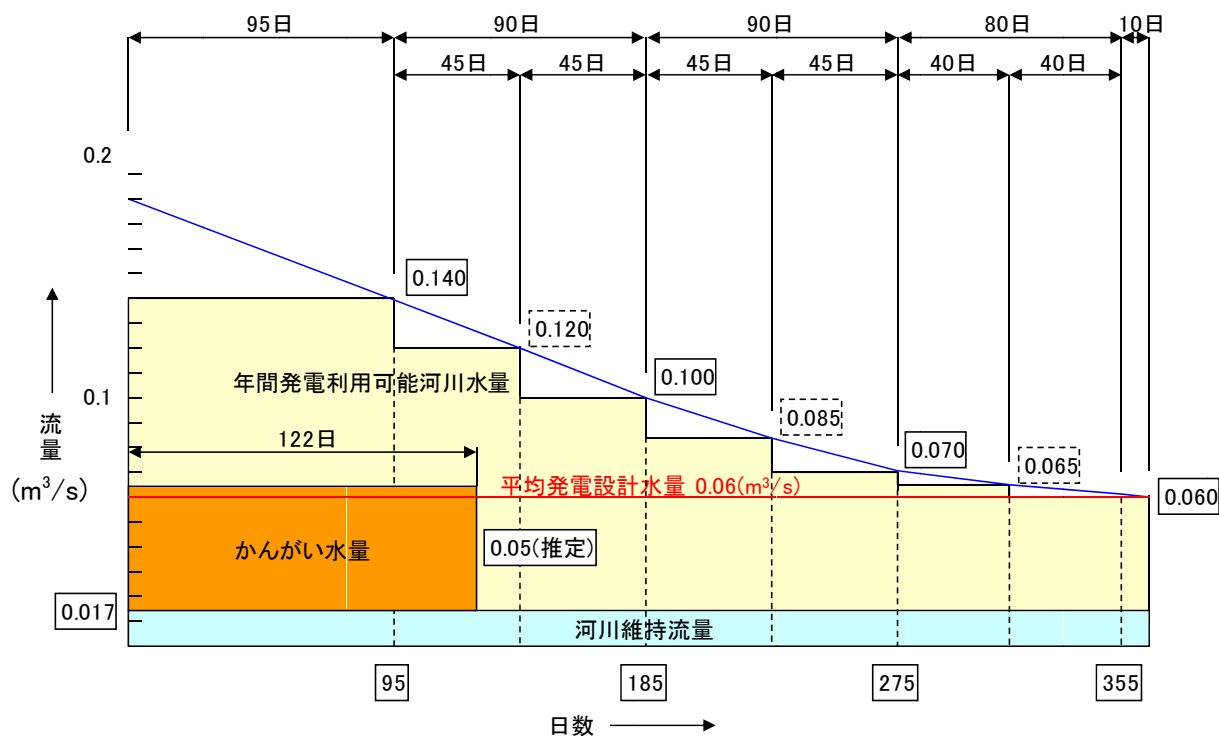 95日
90日
90日
80日
10日
45日
45日
45日
45日
40日
40日
0.2
0.140
0.120
0.100
年間発電利用可能河川水量
0.1
0.085
流量
(m³/s)
122日
0.070
0.065
平均発電設計水量 0.06(m³/s)
0.060
かんがい水量
0.05(推定)
0.017
河川維持流量
95
185
275
355
日数